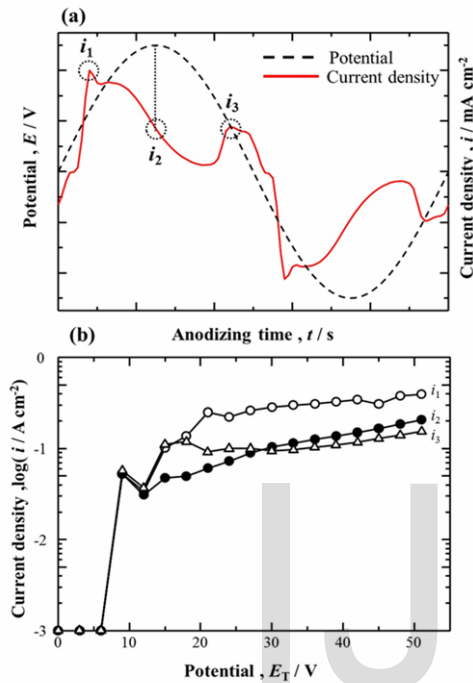 (a)
i1
i2
i3
Potential
Current density
Potential , E / V
Current density , i / mA cm-2
Anodizing time , t / s
(b)
0
-1
-2
-3
Current density ,log( i / A cm-2)
i1
i2
i3
0 10 20 30 40 50
Potential , ET / V